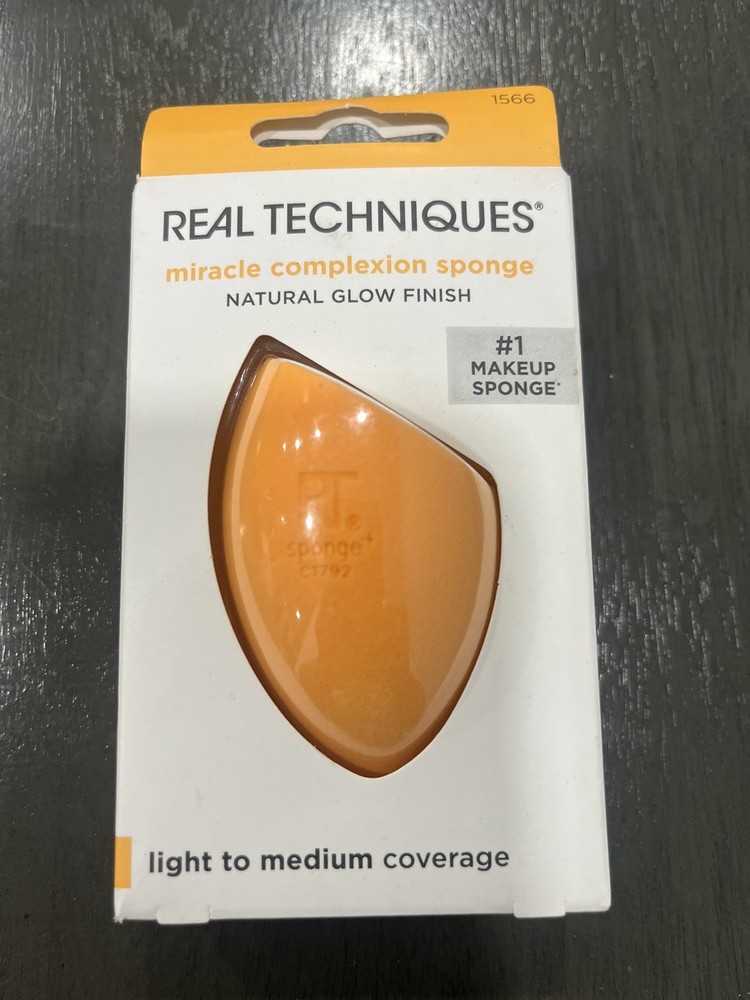 1566
REAL TECHNIQUES®
miracle complexion sponge
NATURAL GLOW FINISH
#1
MAKEUP
SPONGE*
RT®
sponge+
C1792
light to medium coverage